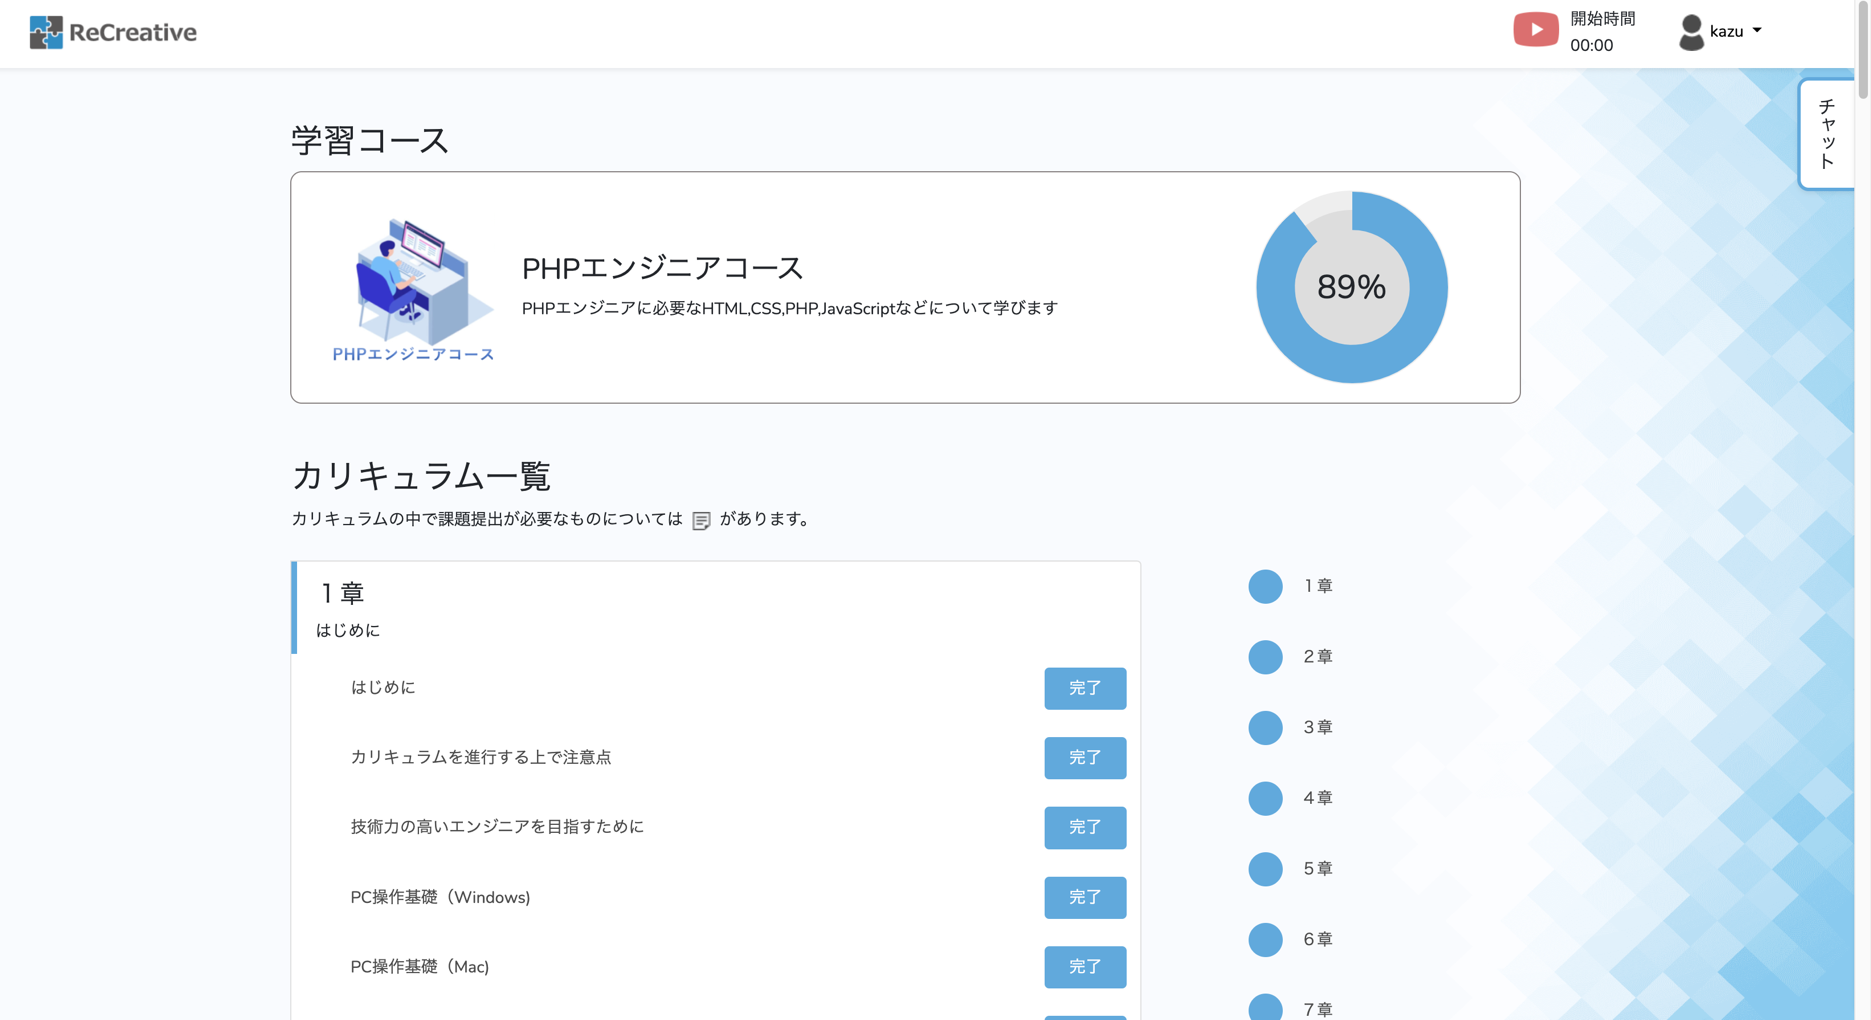 ReCreative
開始時間
00:00
kazu
チャット
学習コース
PHPエンジニアコース
PHPエンジニアコース
PHPエンジニアに必要なHTML,CSS,PHP,JavaScriptなどについて学びます
89%
カリキュラム一覧
カリキュラムの中で課題提出が必要なものについては があります。
１章
はじめに
はじめに
完了
カリキュラムを進行する上で注意点
完了
技術力の高いエンジニアを目指すために
完了
PC操作基礎（Windows)
完了
PC操作基礎（Mac)
完了
１章
２章
３章
４章
５章
６章
７章